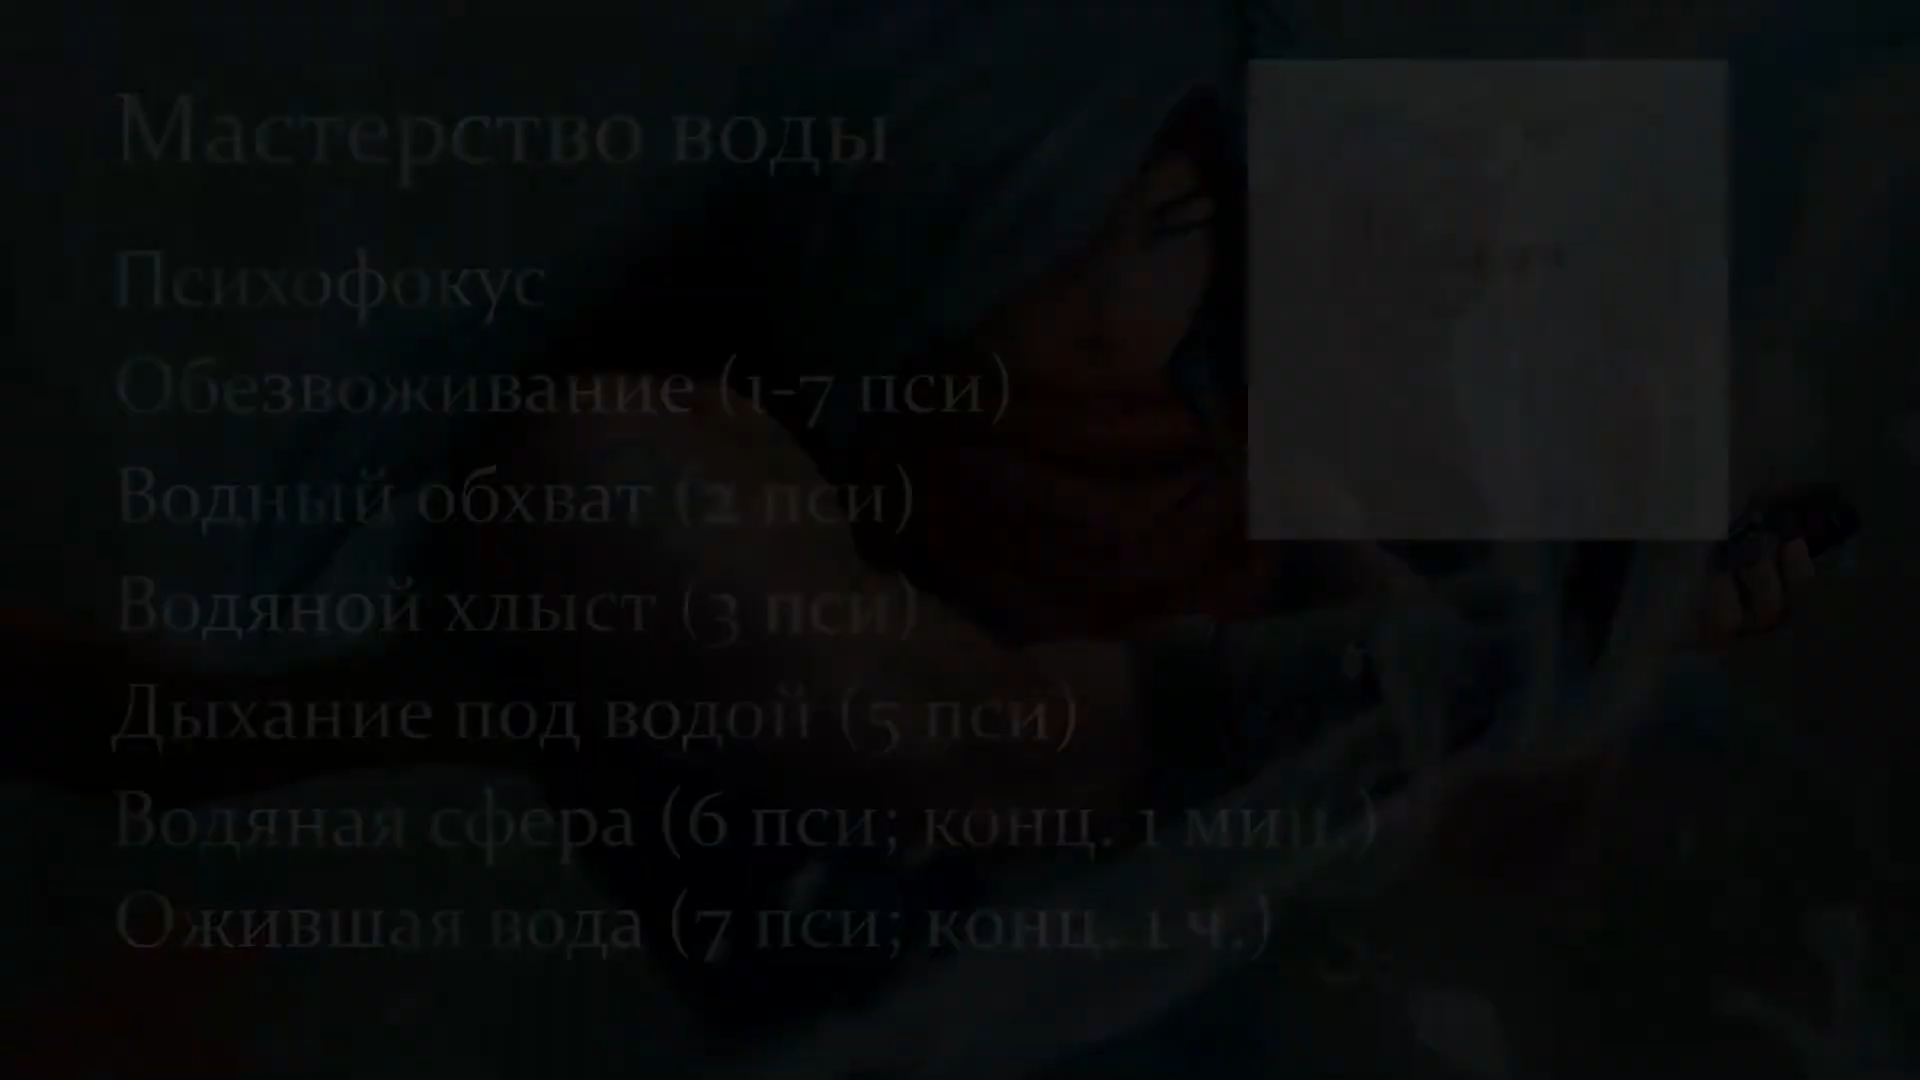 Мастерство воды
Психофокус
Обезвоживание (1-7 пси)
Водный обхват (2 пси)
Водяной хлыст (3 пси)
Дыхание под водой (5 пси)
Водяная сфера (6 пси; конц. 1 мин.)
Ожившая вода (7 пси; конц. 1 ч.)